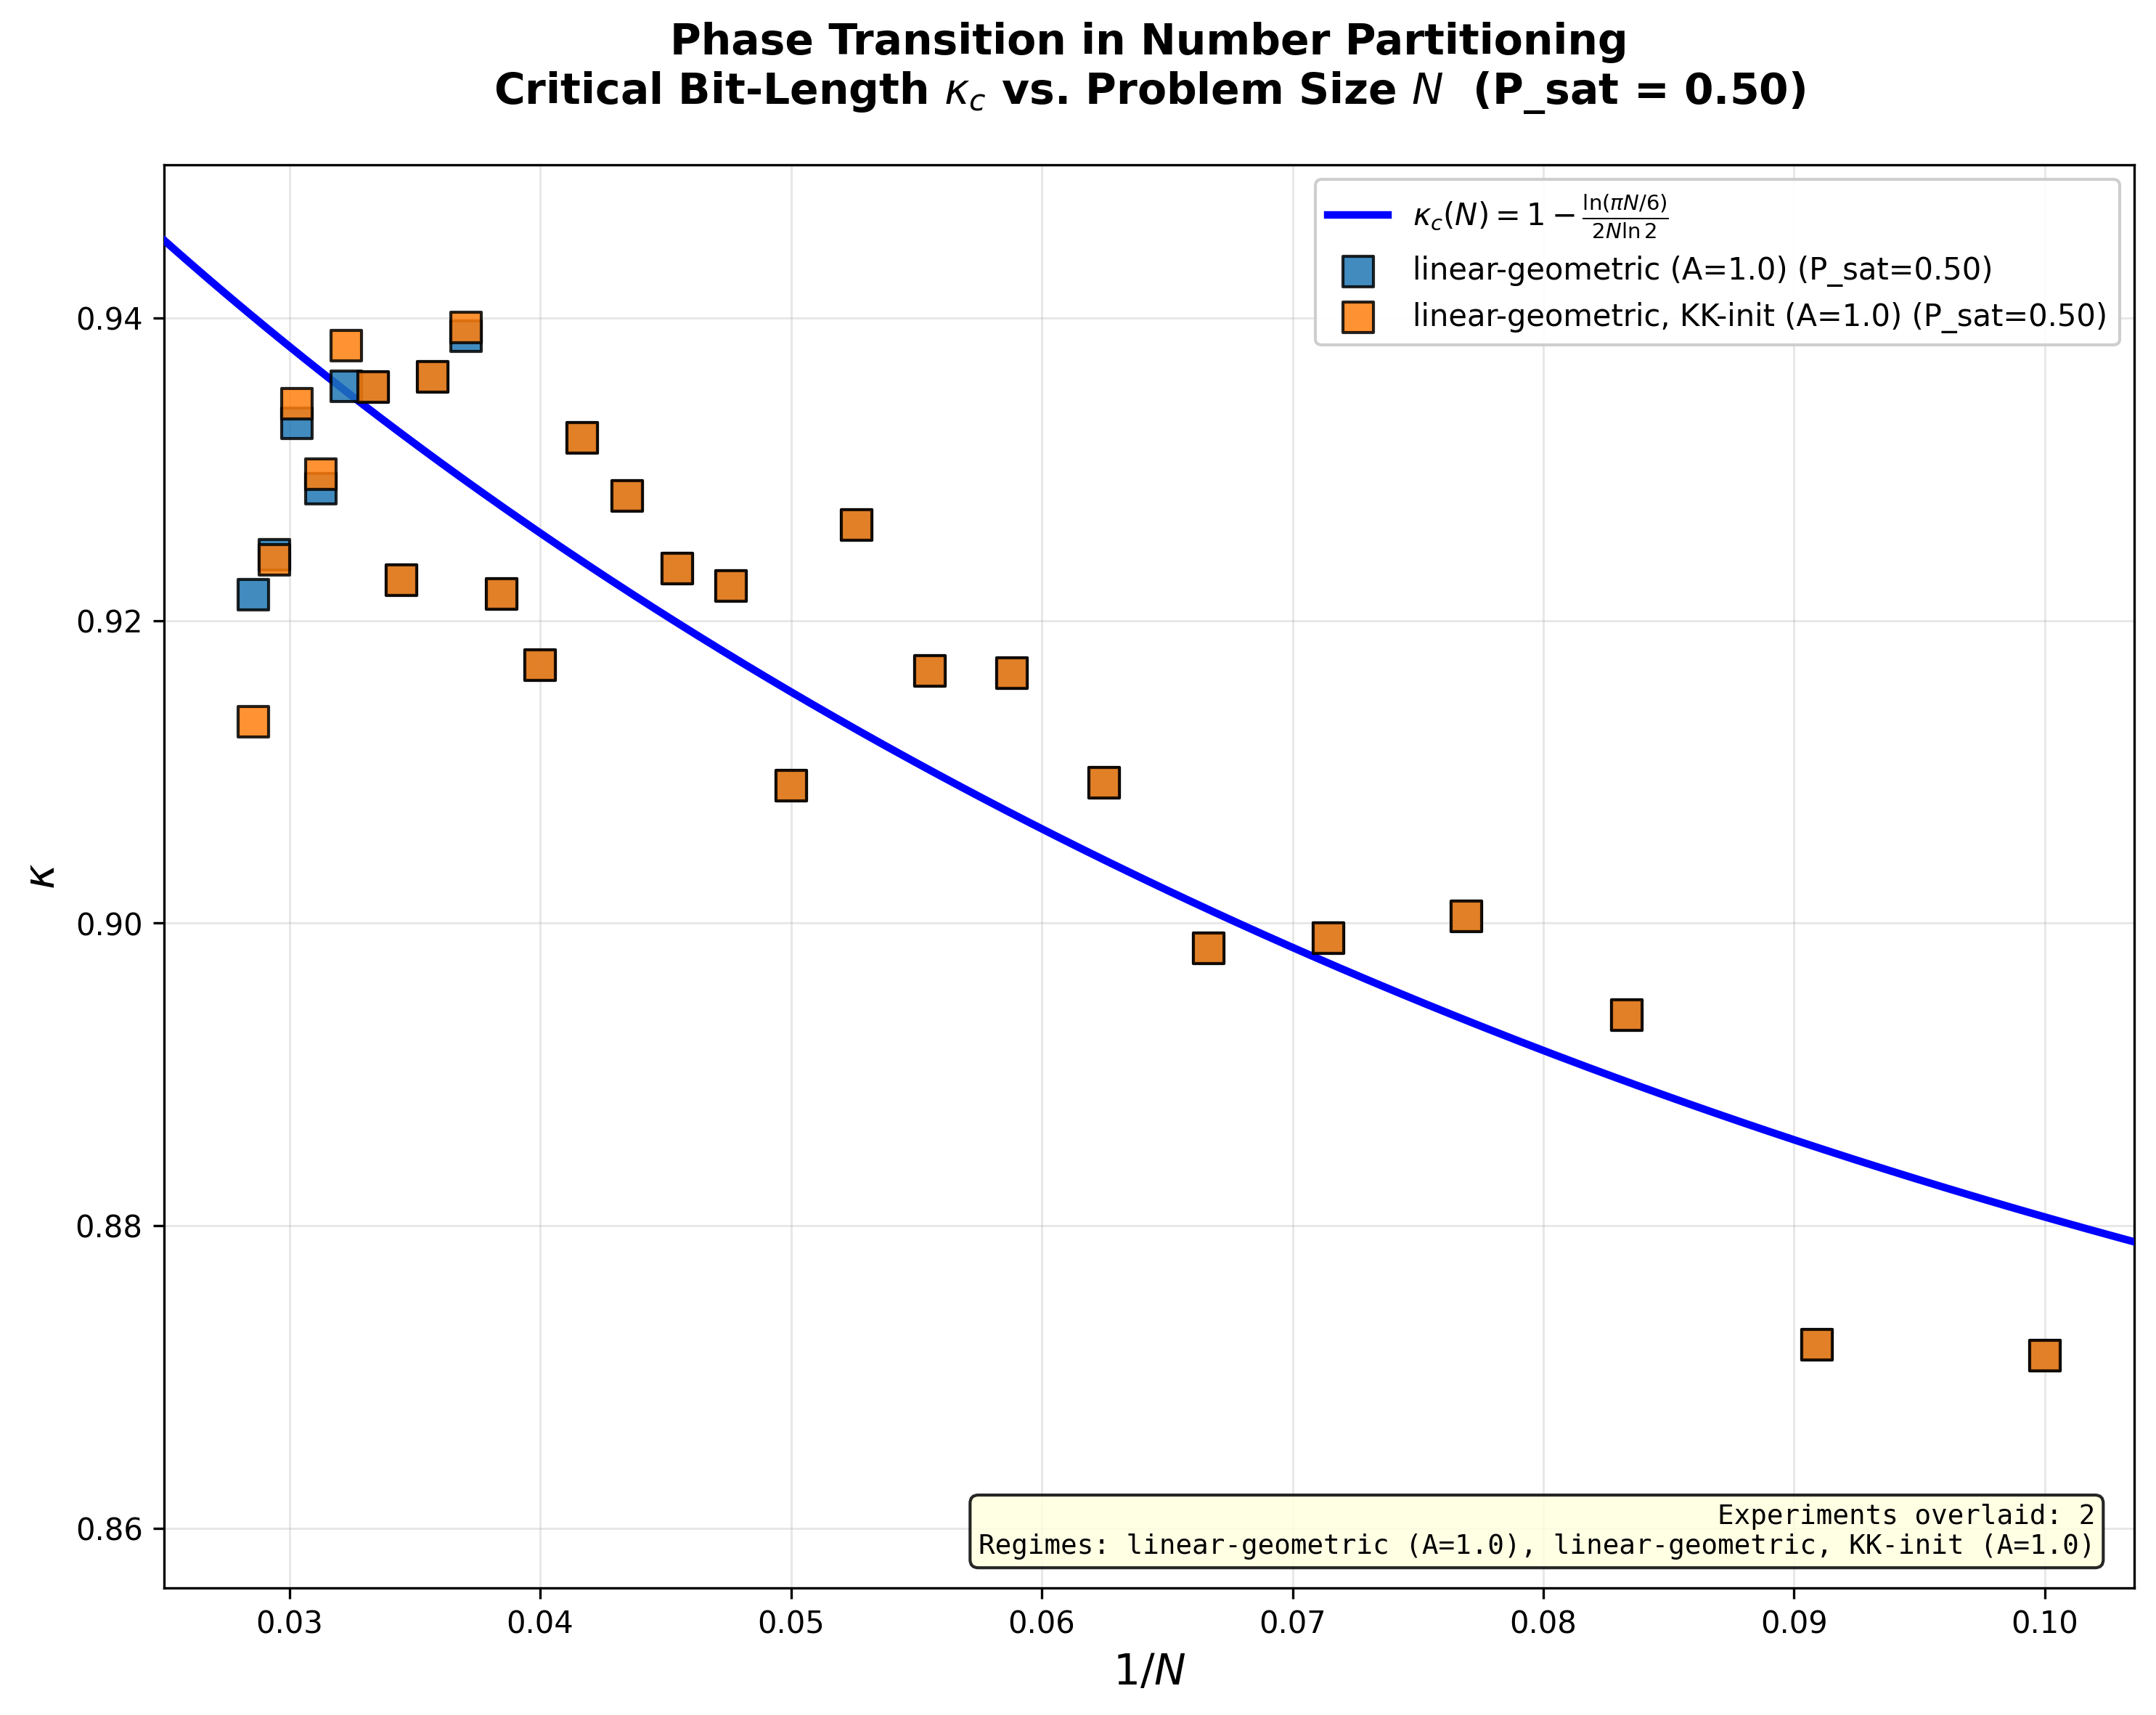 Phase Transition in Number Partitioning
Critical Bit-Length κ_c vs. Problem Size N (P_sat = 0.50)
κ_c(N) = 1 − ln(πN/6) / 2N ln 2
linear-geometric (A=1.0) (P_sat=0.50)
linear-geometric, KK-init (A=1.0) (P_sat=0.50)
0.94
0.92
0.90
0.88
0.86
κ
Experiments overlaid: 2
Regimes: linear-geometric (A=1.0), linear-geometric, KK-init (A=1.0)
0.03 0.04 0.05 0.06 0.07 0.08 0.09 0.10
1/N